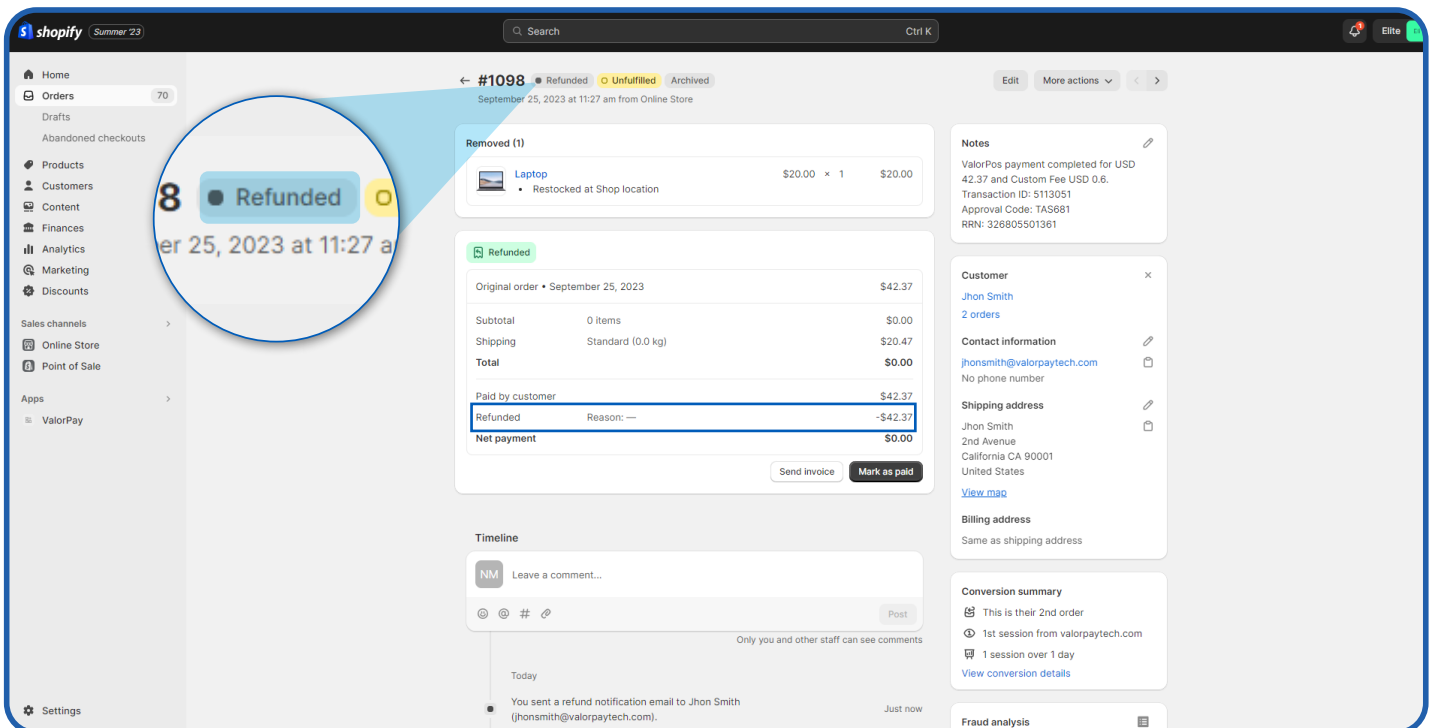 shopify Summer '23
Search Ctrl K
1
Elite
Home
Orders 70
Drafts
Abandoned checkouts
Products
Customers
Content
Finances
Analytics
Marketing
Discounts
Sales channels
Online Store
Point of Sale
Apps
ValorPay
Settings
8 Refunded
er 25, 2023 at 11:27 a
#1098 Refunded Unfulfilled Archived
September 25, 2023 at 11:27 am from Online Store
Edit More actions
Removed (1)
Laptop $20.00 × 1 $20.00
• Restocked at Shop location
Refunded
Original order • September 25, 2023 $42.37
Subtotal 0 items $0.00
Shipping Standard (0.0 kg) $20.47
Total $0.00
Paid by customer $42.37
Refunded Reason: — -$42.37
Net payment $0.00
Send invoice Mark as paid
Timeline
NM Leave a comment...
Post
Only you and other staff can see comments
Today
You sent a refund notification email to Jhon Smith Just now
(jhonsmith@valorpaytech.com).
Notes
ValorPos payment completed for USD
42.37 and Custom Fee USD 0.6.
Transaction ID: 5113051
Approval Code: TAS681
RRN: 326805501361
Customer
Jhon Smith
2 orders
Contact information
jhonsmith@valorpaytech.com
No phone number
Shipping address
Jhon Smith
2nd Avenue
California CA 90001
United States
View map
Billing address
Same as shipping address
Conversion summary
This is their 2nd order
1st session from valorpaytech.com
1 session over 1 day
View conversion details
Fraud analysis